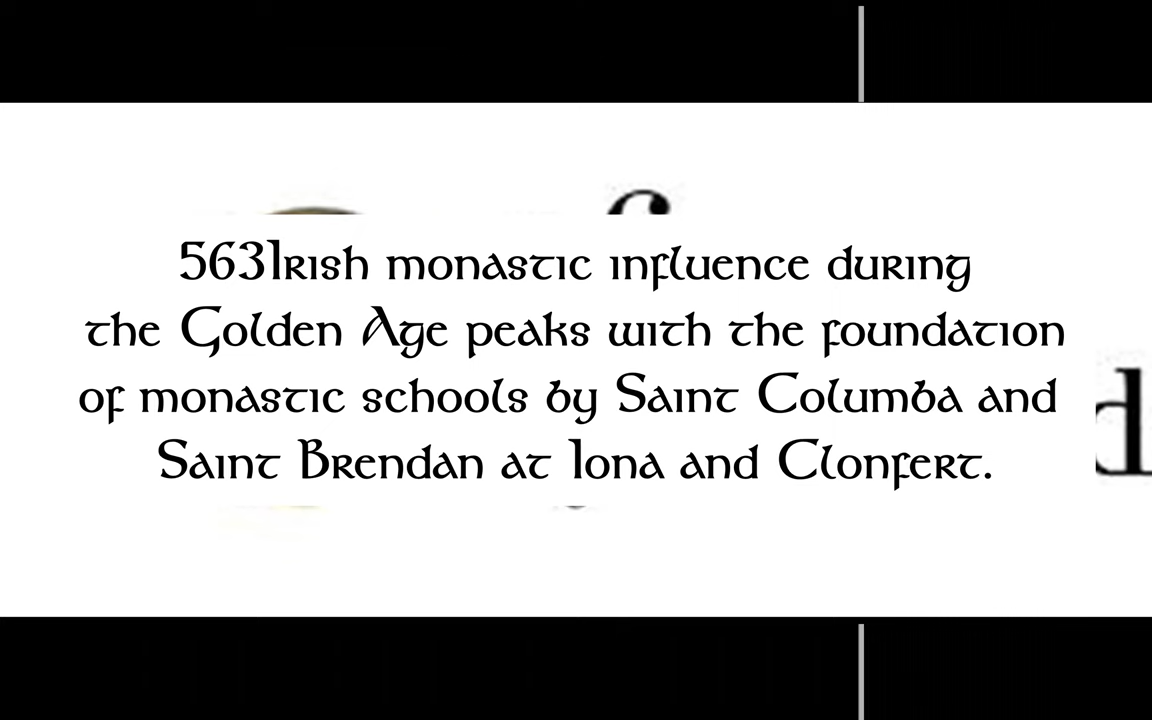 563Irish monastic influence during
the Golden Age peaks with the foundation
of monastic schools by Saint Columba and
Saint Brendan at Iona and Clonfert.